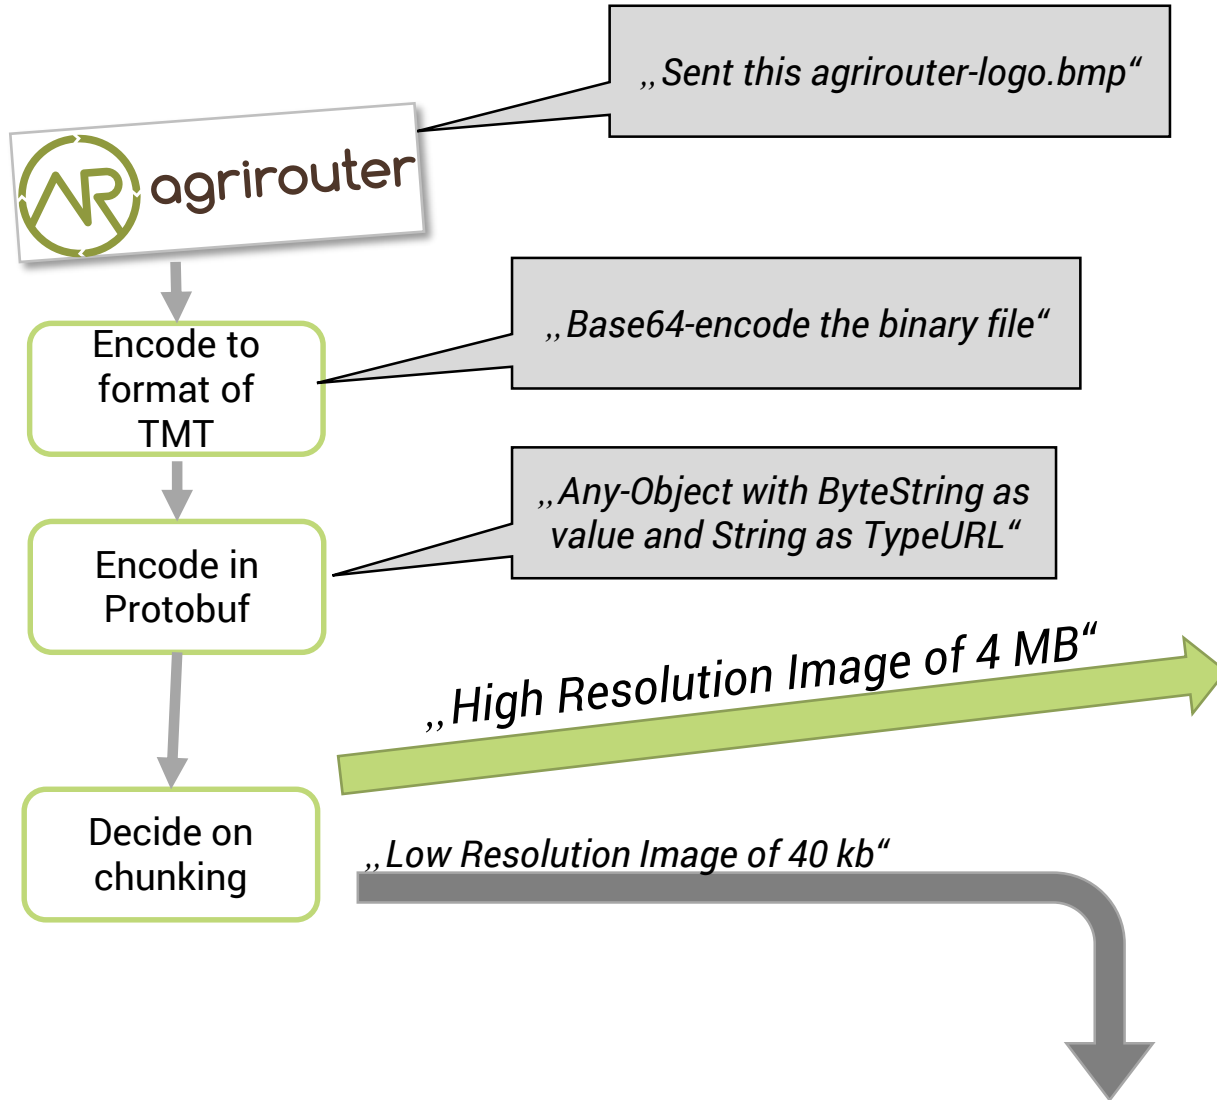 „Sent this agrirouter-logo.bmp“
AR agrirouter
Encode to
format of
TMT
„Base64-encode the binary file“
„Any-Object with ByteString as
value and String as TypeURL“
Encode in
Protobuf
„High Resolution Image of 4 MB“
Decide on
chunking
„Low Resolution Image of 40 kb“